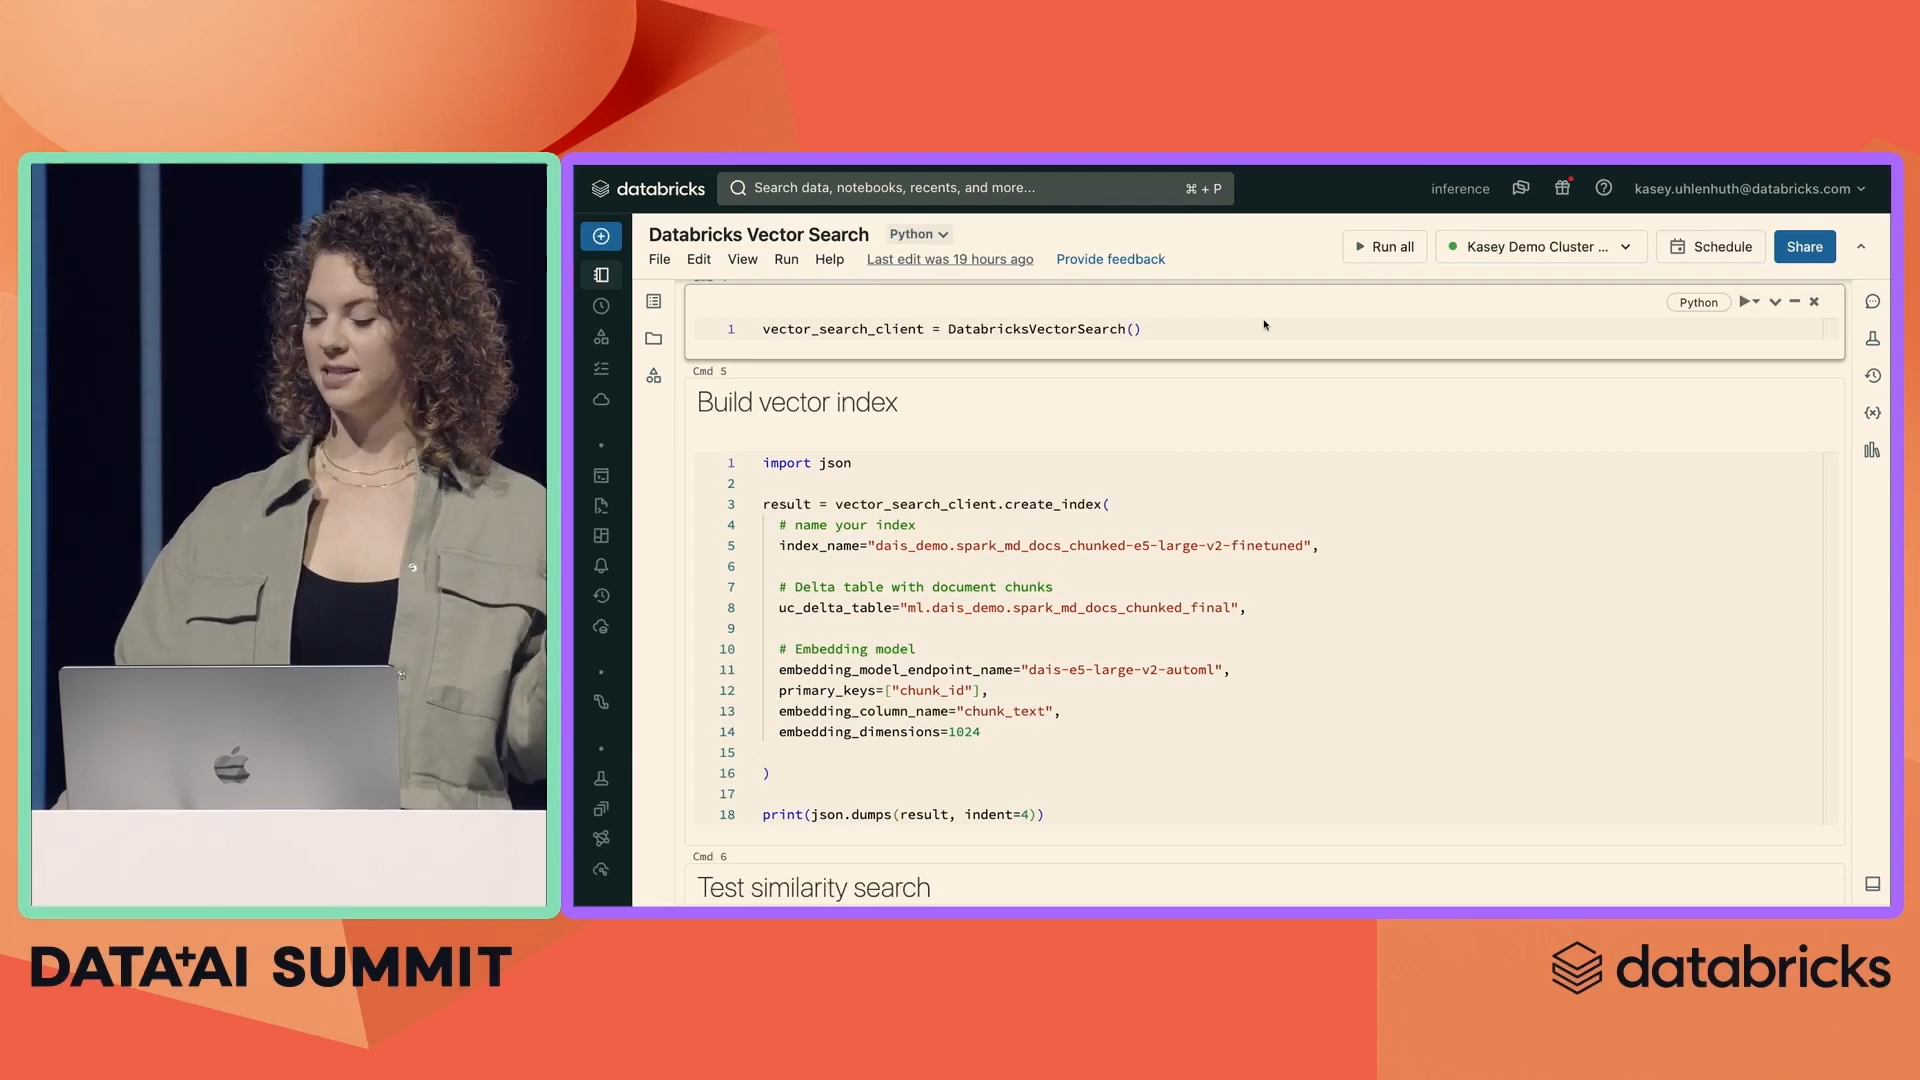 databricks
Search data, notebooks, recents, and more...
⌘ + P
inference
kasey.uhlenhuth@databricks.com
Databricks Vector Search
Python
File Edit View Run Help Last edit was 19 hours ago Provide feedback
Run all
Kasey Demo Cluster ...
Schedule
Share
Python
1 vector_search_client = DatabricksVectorSearch()
Cmd 5
Build vector index
1 import json
2
3 result = vector_search_client.create_index(
4 # name your index
5 index_name="dais_demo.spark_md_docs_chunked-e5-large-v2-finetuned",
6
7 # Delta table with document chunks
8 uc_delta_table="ml.dais_demo.spark_md_docs_chunked_final",
9
10 # Embedding model
11 embedding_model_endpoint_name="dais-e5-large-v2-automl",
12 primary_keys=["chunk_id"],
13 embedding_column_name="chunk_text",
14 embedding_dimensions=1024
15
16 )
17
18 print(json.dumps(result, indent=4))
Cmd 6
Test similarity search
DATA+AI SUMMIT
databricks